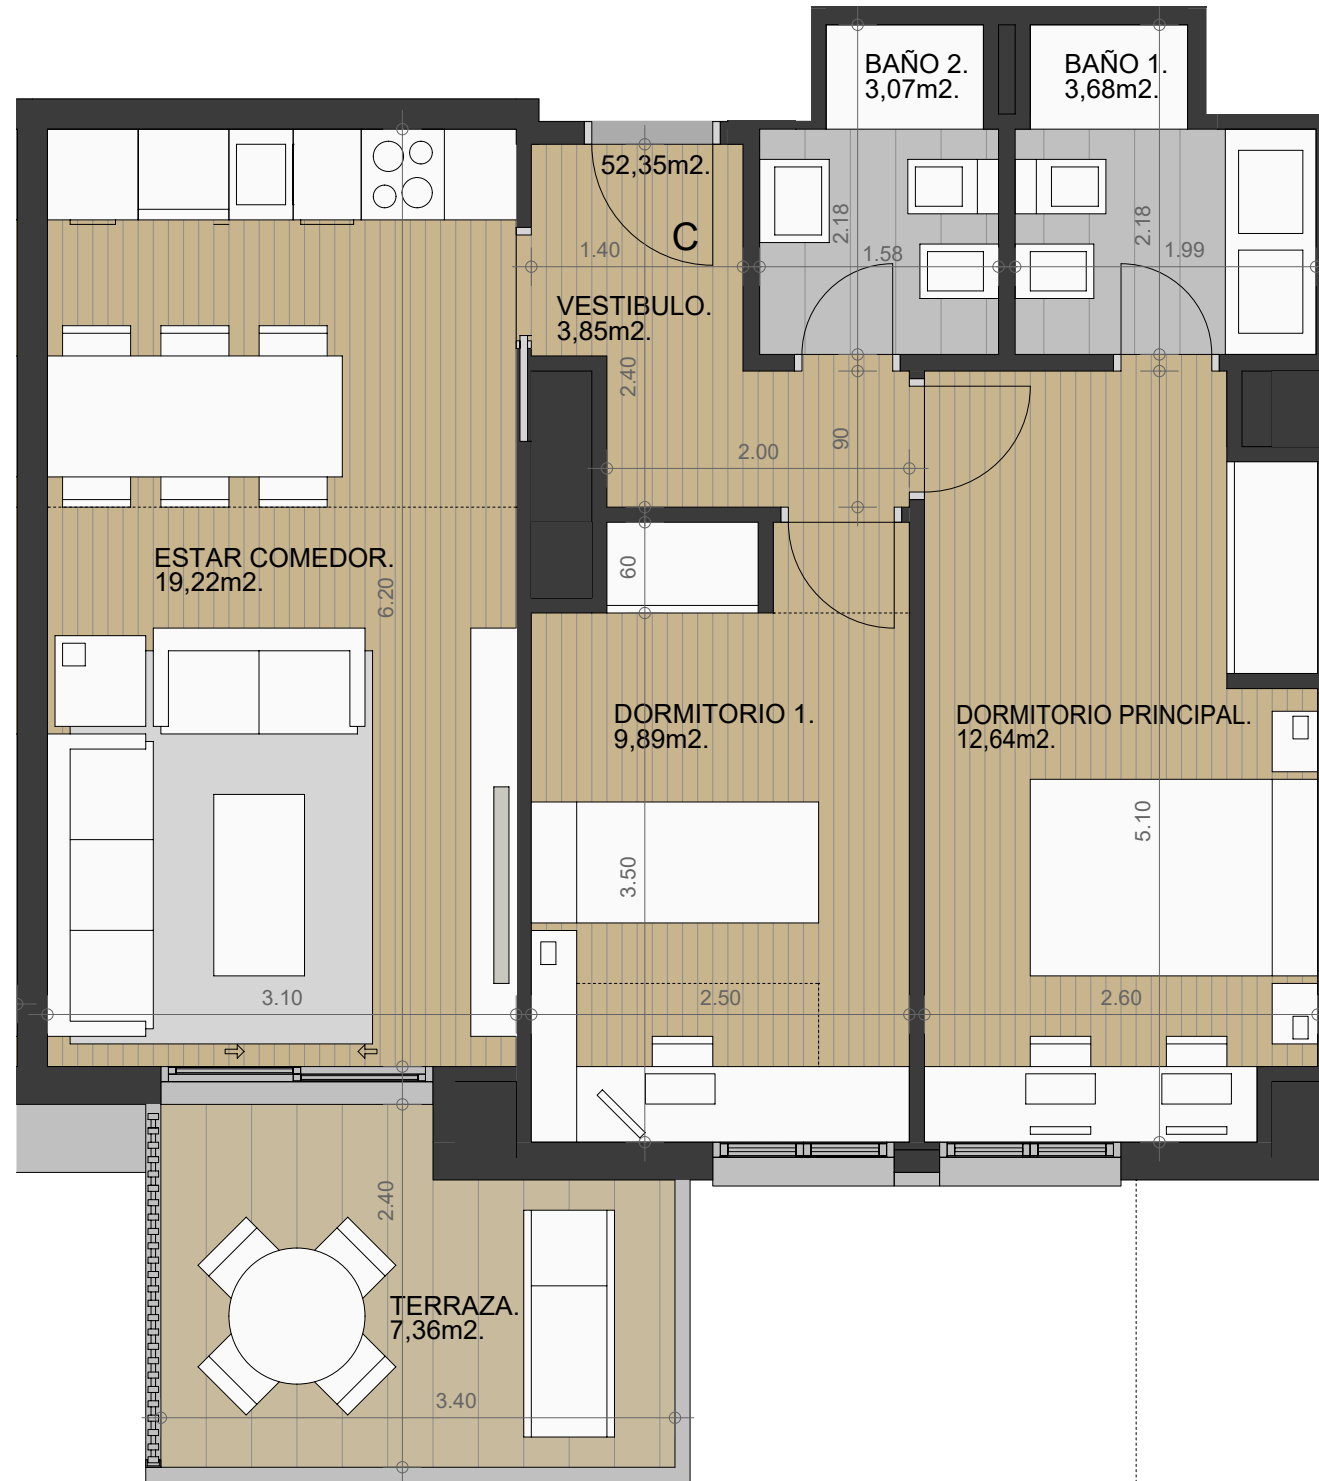 BAÑO 2.
3,07m2.
BAÑO 1.
3,68m2.
52,35m2.
C
1.40
2.18
1.58
2.18
1.99
VESTIBULO.
3,85m2.
2.40
2.00
90
ESTAR COMEDOR.
19,22m2.
6.20
60
DORMITORIO 1.
9,89m2.
DORMITORIO PRINCIPAL.
12,64m2.
3.50
5.10
3.10
2.50
2.60
2.40
TERRAZA.
7,36m2.
3.40